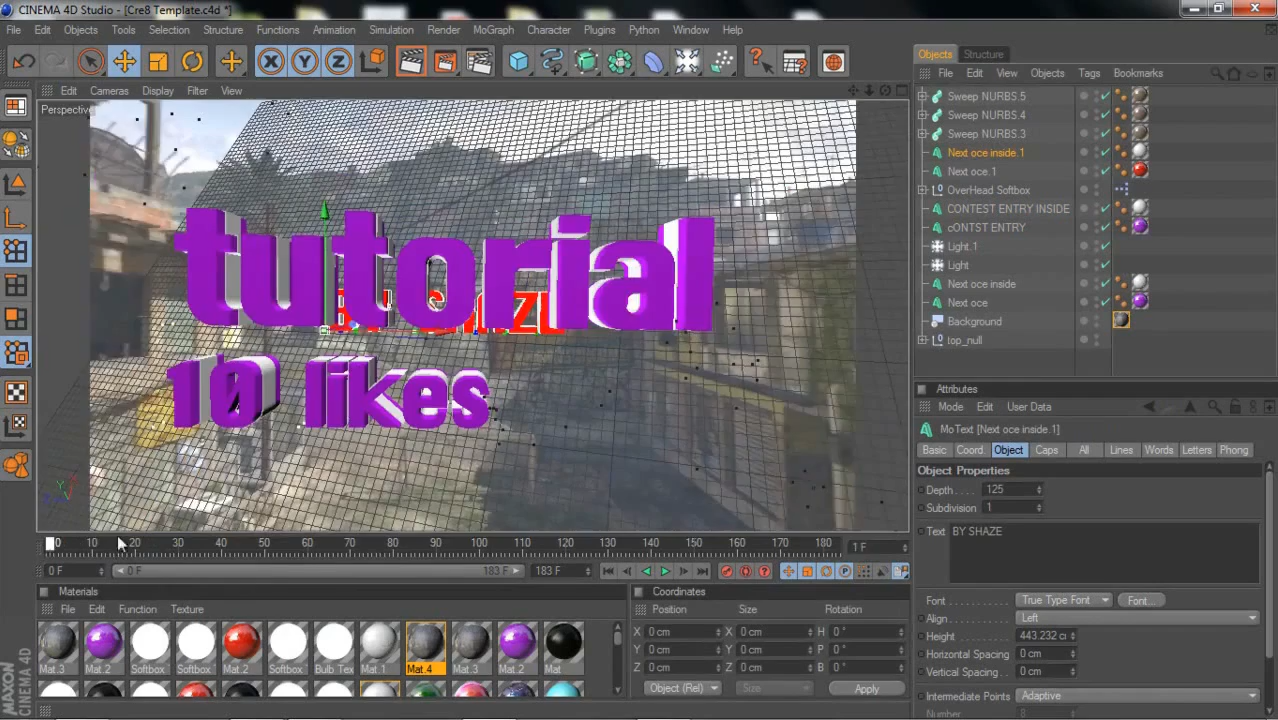 CINEMA 4D Studio - [Cre8 Template.c4d *]
File Edit Objects Tools Selection Structure Functions Animation Simulation Render MoGraph Character Plugins Python Window Help
Objects Structure
File Edit View Objects Tags Bookmarks
Edit Cameras Display Filter View
Perspective
Sweep NURBS.5
Sweep NURBS.4
Sweep NURBS.3
Next oce inside.1
Next oce.1
OverHead Softbox
CONTEST ENTRY INSIDE
cONTST ENTRY
Light.1
Light
Next oce inside
Next oce
Background
top_null
tutorial
BY SHAZE
10 likes
Attributes
Mode Edit User Data
MoText [Next oce inside.1]
Basic Coord. Object Caps All Lines Words Letters Phong
Object Properties
Depth . . . . 125
Subdivision 1
Text BY SHAZE
Font . . . . . . . . . . . True Type Font Font...
Align . . . . . . . . . . . Left
Height . . . . . . . . . . 443.232 c
Horizontal Spacing 0 cm
Vertical Spacing . 0 cm
Intermediate Points Adaptive
Number . . . . . . . . . 8
0 10 20 30 40 50 60 70 80 90 100 110 120 130 140 150 160 170 180 1 F
0 F 0 F 183 F 183 F
Materials
File Edit Function Texture
Mat.3 Mat.2 Softbox Softbox Mat.2 Softbox Bulb Tex Mat.1 Mat.4 Mat.3 Mat.2 Mat
Coordinates
Position Size Rotation
X 0 cm X 0 cm H 0 °
Y 0 cm Y 0 cm P 0 °
Z 0 cm Z 0 cm B 0 °
Object (Rel) Size Apply
MAXON
CINEMA 4D